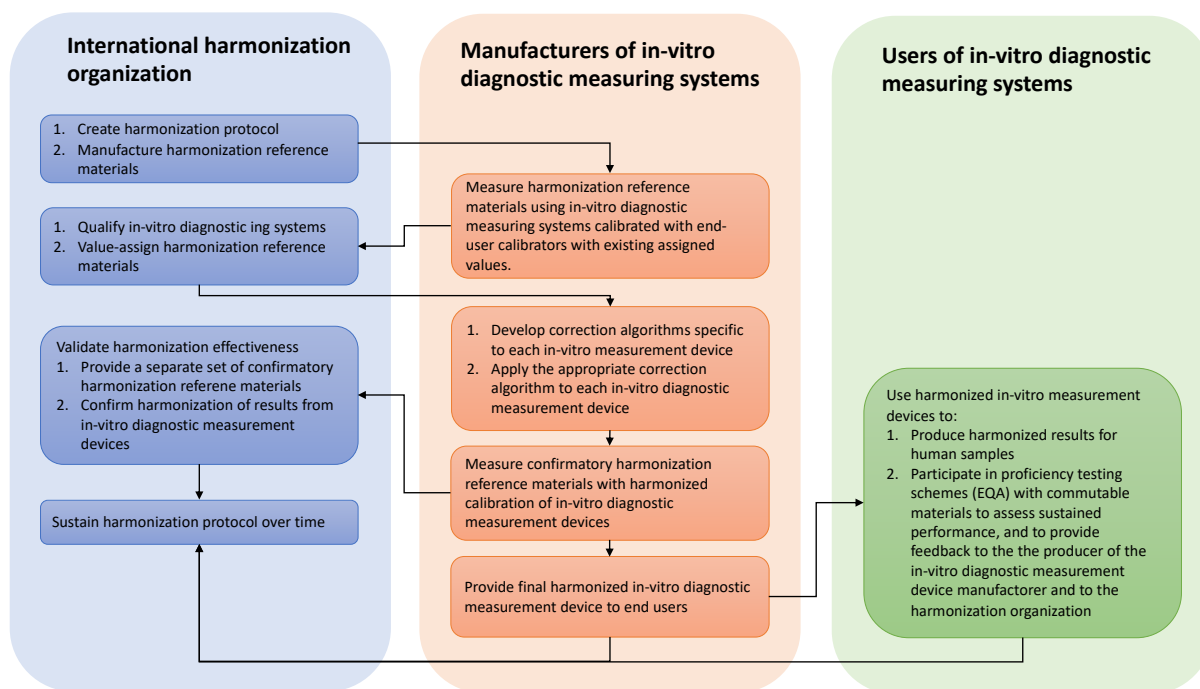 International harmonization
organization
1. Create harmonization protocol
2. Manufacture harmonization reference
materials
1. Qualify in-vitro diagnostic ing systems
2. Value-assign harmonization reference
materials
Validate harmonization effectiveness
1. Provide a separate set of confirmatory
harmonization referene materials
2. Confirm harmonization of results from
in-vitro diagnostic measurement
devices
Sustain harmonization protocol over time
Manufacturers of in-vitro
diagnostic measuring systems
Measure harmonization reference
materials using in-vitro diagnostic
measuring systems calibrated with end-
user calibrators with existing assigned
values.
1. Develop correction algorithms specific
to each in-vitro measurement device
2. Apply the appropriate correction
algorithm to each in-vitro diagnostic
measurement device
Measure confirmatory harmonization
reference materials with harmonized
calibration of in-vitro diagnostic
measurement devices
Provide final harmonized in-vitro diagnostic
measurement device to end users
Users of in-vitro diagnostic
measuring systems
Use harmonized in-vitro measurement
devices to:
1. Produce harmonized results for
human samples
2. Participate in proficiency testing
schemes (EQA) with commutable
materials to assess sustained
performance, and to provide
feedback to the the producer of the
in-vitro diagnostic measurement
device manufactorer and to the
harmonization organization